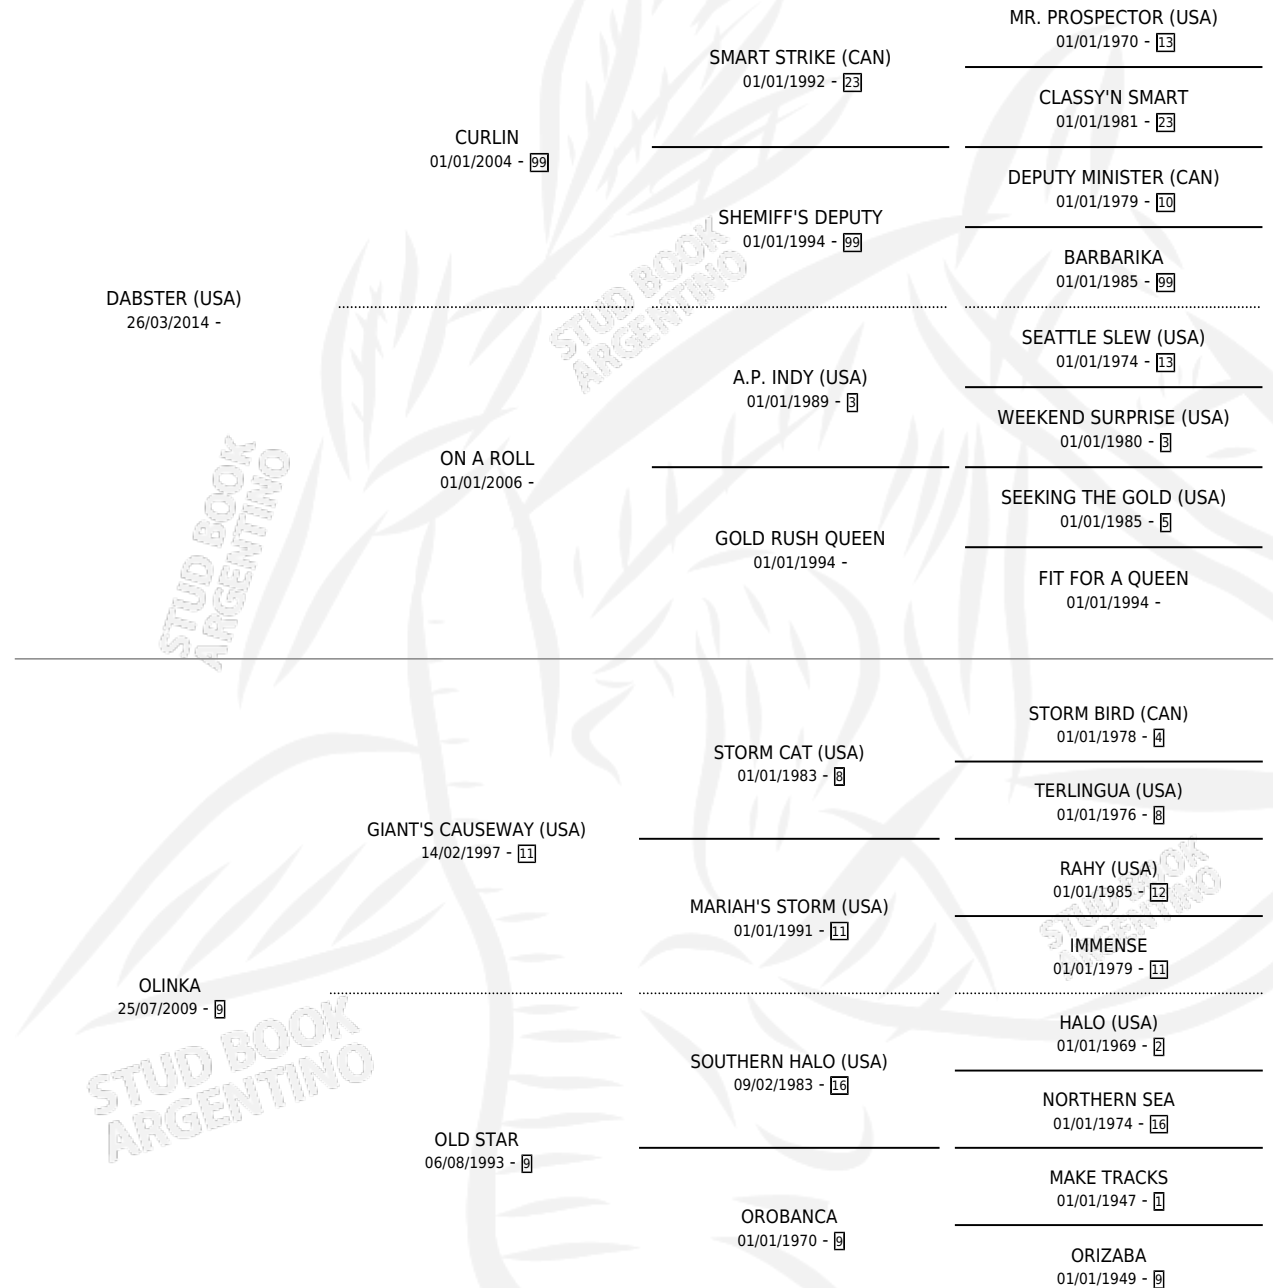 MR. PROSPECTOR (USA)
01/01/1970 - 13
SMART STRIKE (CAN)
01/01/1992 - 23
CLASSY'N SMART
01/01/1981 - 23
CURLIN
01/01/2004 - 99
DEPUTY MINISTER (CAN)
01/01/1979 - 10
SHEMIFF'S DEPUTY
01/01/1994 - 99
BARBARIKA
01/01/1985 - 99
DABSTER (USA)
26/03/2014 -
STUD BOOK
ARGENTINO
SEATTLE SLEW (USA)
01/01/1974 - 13
A.P. INDY (USA)
01/01/1989 - 3
WEEKEND SURPRISE (USA)
01/01/1980 - 3
ON A ROLL
01/01/2006 -
STUD BOOK
ARGENTINO
SEEKING THE GOLD (USA)
01/01/1985 - 5
GOLD RUSH QUEEN
01/01/1994 -
FIT FOR A QUEEN
01/01/1994 -
STORM BIRD (CAN)
01/01/1978 - 4
STORM CAT (USA)
01/01/1983 - 8
TERLINGUA (USA)
01/01/1976 - 8
GIANT'S CAUSEWAY (USA)
14/02/1997 - 11
RAHY (USA)
01/01/1985 - 12
MARIAH'S STORM (USA)
01/01/1991 - 11
STUD BOOK
ARGENTINO
IMMENSE
01/01/1979 - 11
OLINKA
25/07/2009 - 9
STUD BOOK
ARGENTINO
HALO (USA)
01/01/1969 - 2
SOUTHERN HALO (USA)
09/02/1983 - 16
NORTHERN SEA
01/01/1974 - 16
OLD STAR
06/08/1993 - 9
MAKE TRACKS
01/01/1947 - 1
OROBANCA
01/01/1970 - 9
ORIZABA
01/01/1949 - 9